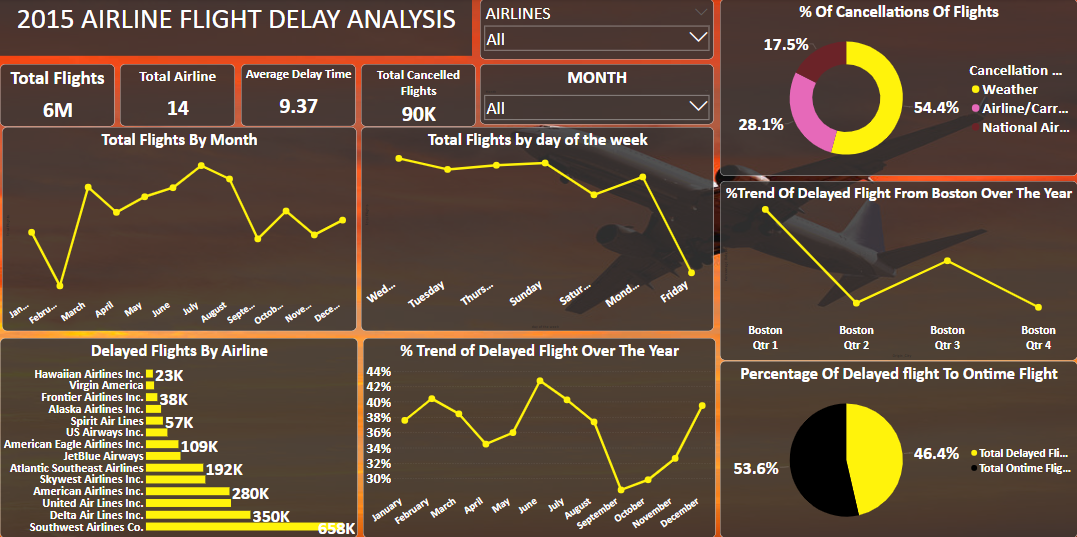 2015 AIRLINE FLIGHT DELAY ANALYSIS
AIRLINES
All
Total Flights
6M
Total Airline
14
Average Delay Time
9.37
Total Cancelled
Flights
90K
MONTH
All
% Of Cancellations Of Flights
17.5%
28.1%
54.4%
Cancellation ...
Weather
Airline/Carr...
National Air...
Total Flights By Month
Jan...
Febru...
March
April
May
June
July
August
Septe...
Octob...
Nove...
Dece...
Total Flights by day of the week
Wed...
Tuesday
Thurs...
Sunday
Satur...
Mond...
Friday
%Trend Of Delayed Flight From Boston Over The Year
Boston
Qtr 1
Boston
Qtr 2
Boston
Qtr 3
Boston
Qtr 4
Delayed Flights By Airline
Hawaiian Airlines Inc. 23K
Virgin America
Frontier Airlines Inc. 38K
Alaska Airlines Inc.
Spirit Air Lines 57K
US Airways Inc.
American Eagle Airlines Inc. 109K
JetBlue Airways
Atlantic Southeast Airlines 192K
Skywest Airlines Inc.
American Airlines Inc. 280K
United Air Lines Inc.
Delta Air Lines Inc. 350K
Southwest Airlines Co. 658K
% Trend of Delayed Flight Over The Year
44%
42%
40%
38%
36%
34%
32%
30%
January
February
March
April
May
June
July
August
September
October
November
December
Percentage Of Delayed flight To Ontime Flight
53.6%
46.4%
Total Delayed Fli...
Total Ontime Flig...